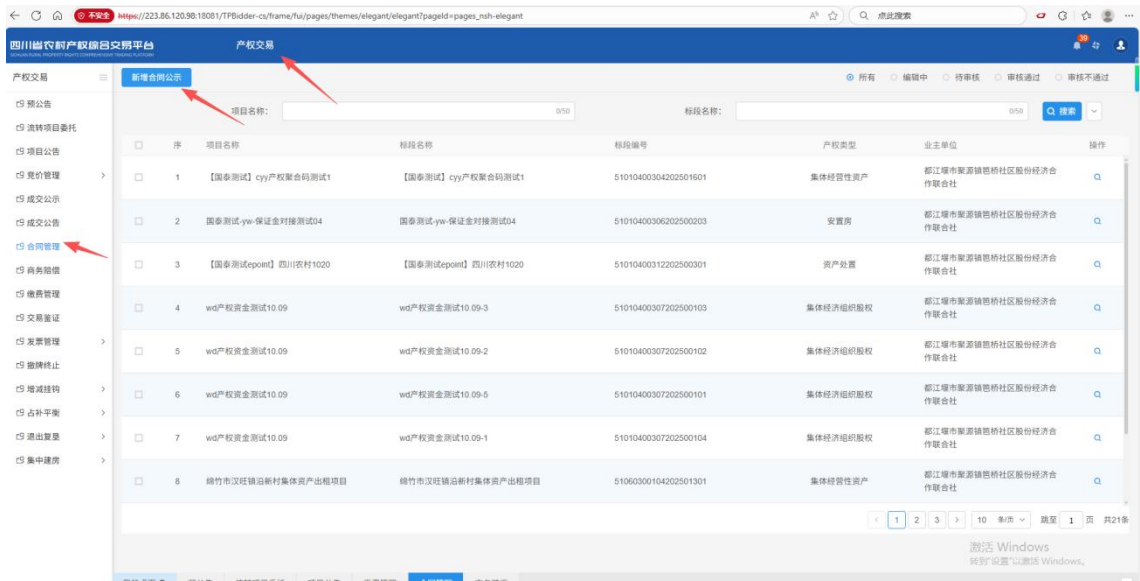 不安全 https://223.86.120.98:18081/TPBidder-cs/frame/fui/pages/themes/elegant/elegant?pageId=pages_nsh-elegant 点此搜索
四川省农村产权综合交易平台 产权交易 39
产权交易 新增合同公示 所有 编辑中 待审核 审核通过 审核不通过
预公告
流转项目委托
项目公告
竞价管理
成交公示
成交公告
合同管理
商务赔偿
缴费管理
交易鉴证
发票管理
撤牌终止
增减挂钩
占补平衡
退出复垦
集中建房
项目名称: 0/50 标段名称: 0/50 搜索
序 项目名称 标段名称 标段编号 产权类型 业主单位 操作
1 【国泰测试】cyy产权聚合码测试1 【国泰测试】cyy产权聚合码测试1 51010400304202501601 集体经营性资产 都江堰市聚源镇笆桥社区股份经济合
作联合社
2 国泰测试-yw-保证金对接测试04 国泰测试-yw-保证金对接测试04 51010400306202500203 安置房 都江堰市聚源镇笆桥社区股份经济合
作联合社
3 【国泰测试epoint】四川农村1020 【国泰测试epoint】四川农村1020 51010400312202500301 资产处置 都江堰市聚源镇笆桥社区股份经济合
作联合社
4 wd产权资金测试10.09 wd产权资金测试10.09-3 51010400307202500103 集体经济组织股权 都江堰市聚源镇笆桥社区股份经济合
作联合社
5 wd产权资金测试10.09 wd产权资金测试10.09-2 51010400307202500102 集体经济组织股权 都江堰市聚源镇笆桥社区股份经济合
作联合社
6 wd产权资金测试10.09 wd产权资金测试10.09-5 51010400307202500101 集体经济组织股权 都江堰市聚源镇笆桥社区股份经济合
作联合社
7 wd产权资金测试10.09 wd产权资金测试10.09-1 51010400307202500104 集体经济组织股权 都江堰市聚源镇笆桥社区股份经济合
作联合社
8 绵竹市汉旺镇沿新村集体资产出租项目 绵竹市汉旺镇沿新村集体资产出租项目 51060300104202501301 集体经营性资产 都江堰市聚源镇笆桥社区股份经济合
作联合社
1 2 3 10 条/页 跳至 1 页 共21条
激活 Windows
转到"设置"以激活 Windows。